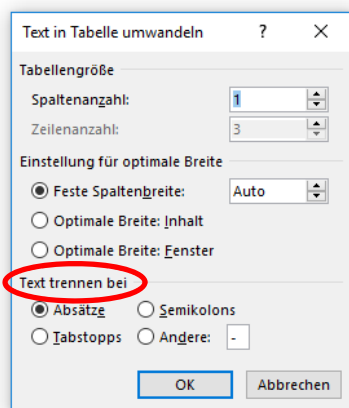 Text in Tabelle umwandeln ? ×
Tabellengröße
Spaltenanzahl: 1
Zeilenanzahl: 3
Einstellung für optimale Breite
Feste Spaltenbreite: Auto
Optimale Breite: Inhalt
Optimale Breite: Fenster
Text trennen bei
Absätze Semikolons
Tabstopps Andere: -
OK Abbrechen